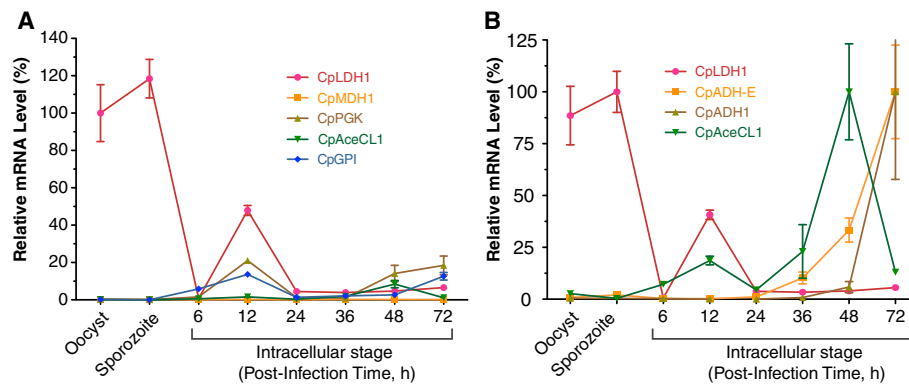 A
Relative mRNA Level (%)
140
120
100
80
60
40
20
0
CpLDH1
CpMDH1
CpPGK
CpAceCL1
CpGPI
Oocyst
Sporozoite
6 12 24 36 48 72
Intracellular stage
(Post-Infection Time, h)
B
Relative mRNA Level (%)
125
100
75
50
25
0
CpLDH1
CpADH-E
CpADH1
CpAceCL1
Oocyst
Sporozoite
6 12 24 36 48 72
Intracellular stage
(Post-Infection Time, h)